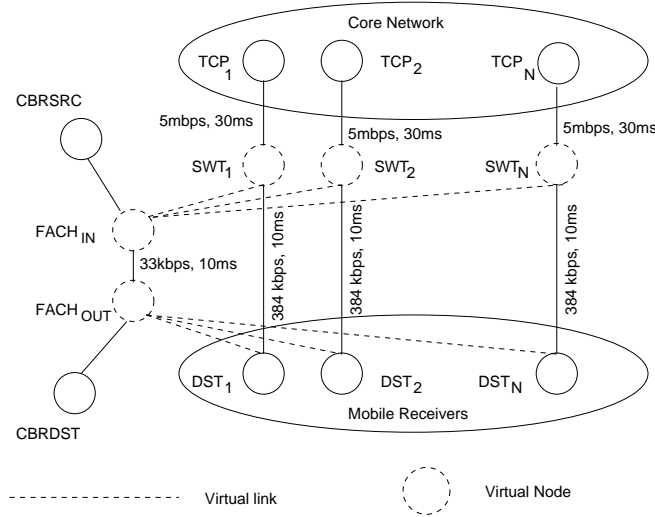 Core Network
TCP1 TCP2 TCPN
CBRSRC
5mbps, 30ms 5mbps, 30ms 5mbps, 30ms
SWT1 SWT2 SWTN
FACHIN
33kbps, 10ms
384 kbps, 10ms 384 kbps, 10ms 384 kbps, 10ms
FACHOUT
DST1 DST2 DSTN
Mobile Receivers
CBRDST
Virtual link Virtual Node